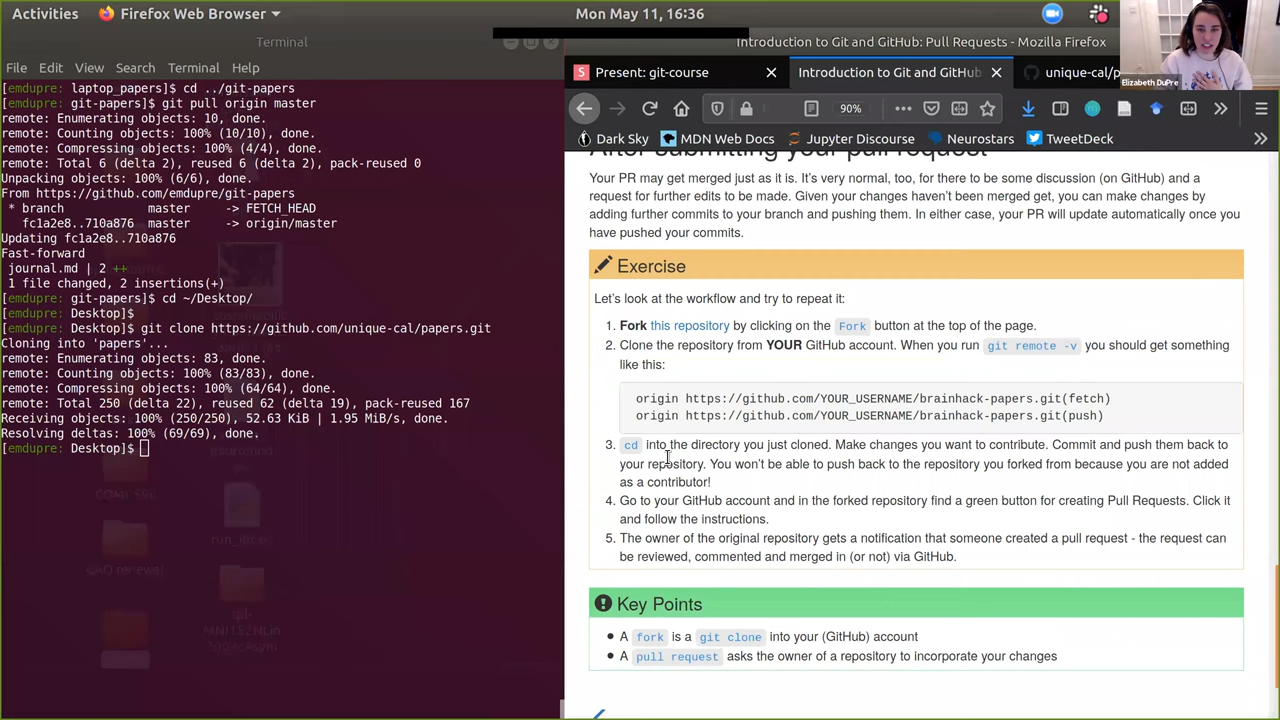 Activities
Firefox Web Browser
Mon May 11, 16:36
Terminal
File Edit View Search Terminal Help
[emdupre: laptop_papers]$ cd ../git-papers
[emdupre: git-papers]$ git pull origin master
remote: Enumerating objects: 10, done.
remote: Counting objects: 100% (10/10), done.
remote: Compressing objects: 100% (4/4), done.
remote: Total 6 (delta 2), reused 6 (delta 2), pack-reused 0
Unpacking objects: 100% (6/6), done.
From https://github.com/emdupre/git-papers
* branch master -> FETCH_HEAD
fc1a2e8..710a876 master -> origin/master
Updating fc1a2e8..710a876
Fast-forward
journal.md | 2 ++
1 file changed, 2 insertions(+)
[emdupre: git-papers]$ cd ~/Desktop/
[emdupre: Desktop]$
[emdupre: Desktop]$ git clone https://github.com/unique-cal/papers.git
Cloning into 'papers'...
remote: Enumerating objects: 83, done.
remote: Counting objects: 100% (83/83), done.
remote: Compressing objects: 100% (64/64), done.
remote: Total 250 (delta 22), reused 62 (delta 19), pack-reused 167
Receiving objects: 100% (250/250), 52.63 KiB | 1.95 MiB/s, done.
Resolving deltas: 100% (69/69), done.
[emdupre: Desktop]$
Introduction to Git and GitHub: Pull Requests - Mozilla Firefox
Elizabeth DuPre
Present: git-course
Introduction to Git and GitHub
unique-cal/p
90%
Dark Sky
MDN Web Docs
Jupyter Discourse
Neurostars
TweetDeck
After submitting your pull request
Your PR may get merged just as it is. It's very normal, too, for there to be some discussion (on GitHub) and a
request for further edits to be made. Given your changes haven't been merged get, you can make changes by
adding further commits to your branch and pushing them. In either case, your PR will update automatically once you
have pushed your commits.
Exercise
Let's look at the workflow and try to repeat it:
1. Fork this repository by clicking on the Fork button at the top of the page.
2. Clone the repository from YOUR GitHub account. When you run git remote -v you should get something
like this:
origin https://github.com/YOUR_USERNAME/brainhack-papers.git(fetch)
origin https://github.com/YOUR_USERNAME/brainhack-papers.git(push)
3. cd into the directory you just cloned. Make changes you want to contribute. Commit and push them back to
your repository. You won't be able to push back to the repository you forked from because you are not added
as a contributor!
4. Go to your GitHub account and in the forked repository find a green button for creating Pull Requests. Click it
and follow the instructions.
5. The owner of the original repository gets a notification that someone created a pull request - the request can
be reviewed, commented and merged in (or not) via GitHub.
Key Points
A fork is a git clone into your (GitHub) account
A pull request asks the owner of a repository to incorporate your changes